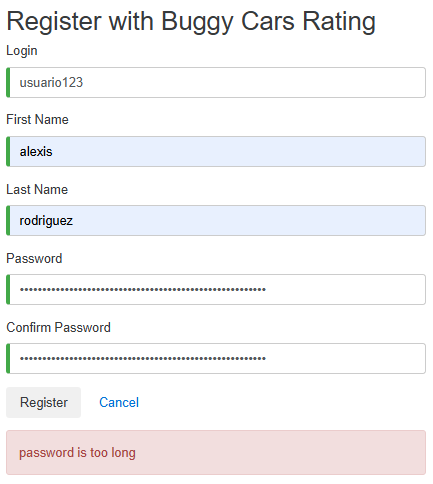 Register with Buggy Cars Rating
Login
usuario123
First Name
alexis
Last Name
rodriguez
Password
Confirm Password
Register Cancel
password is too long